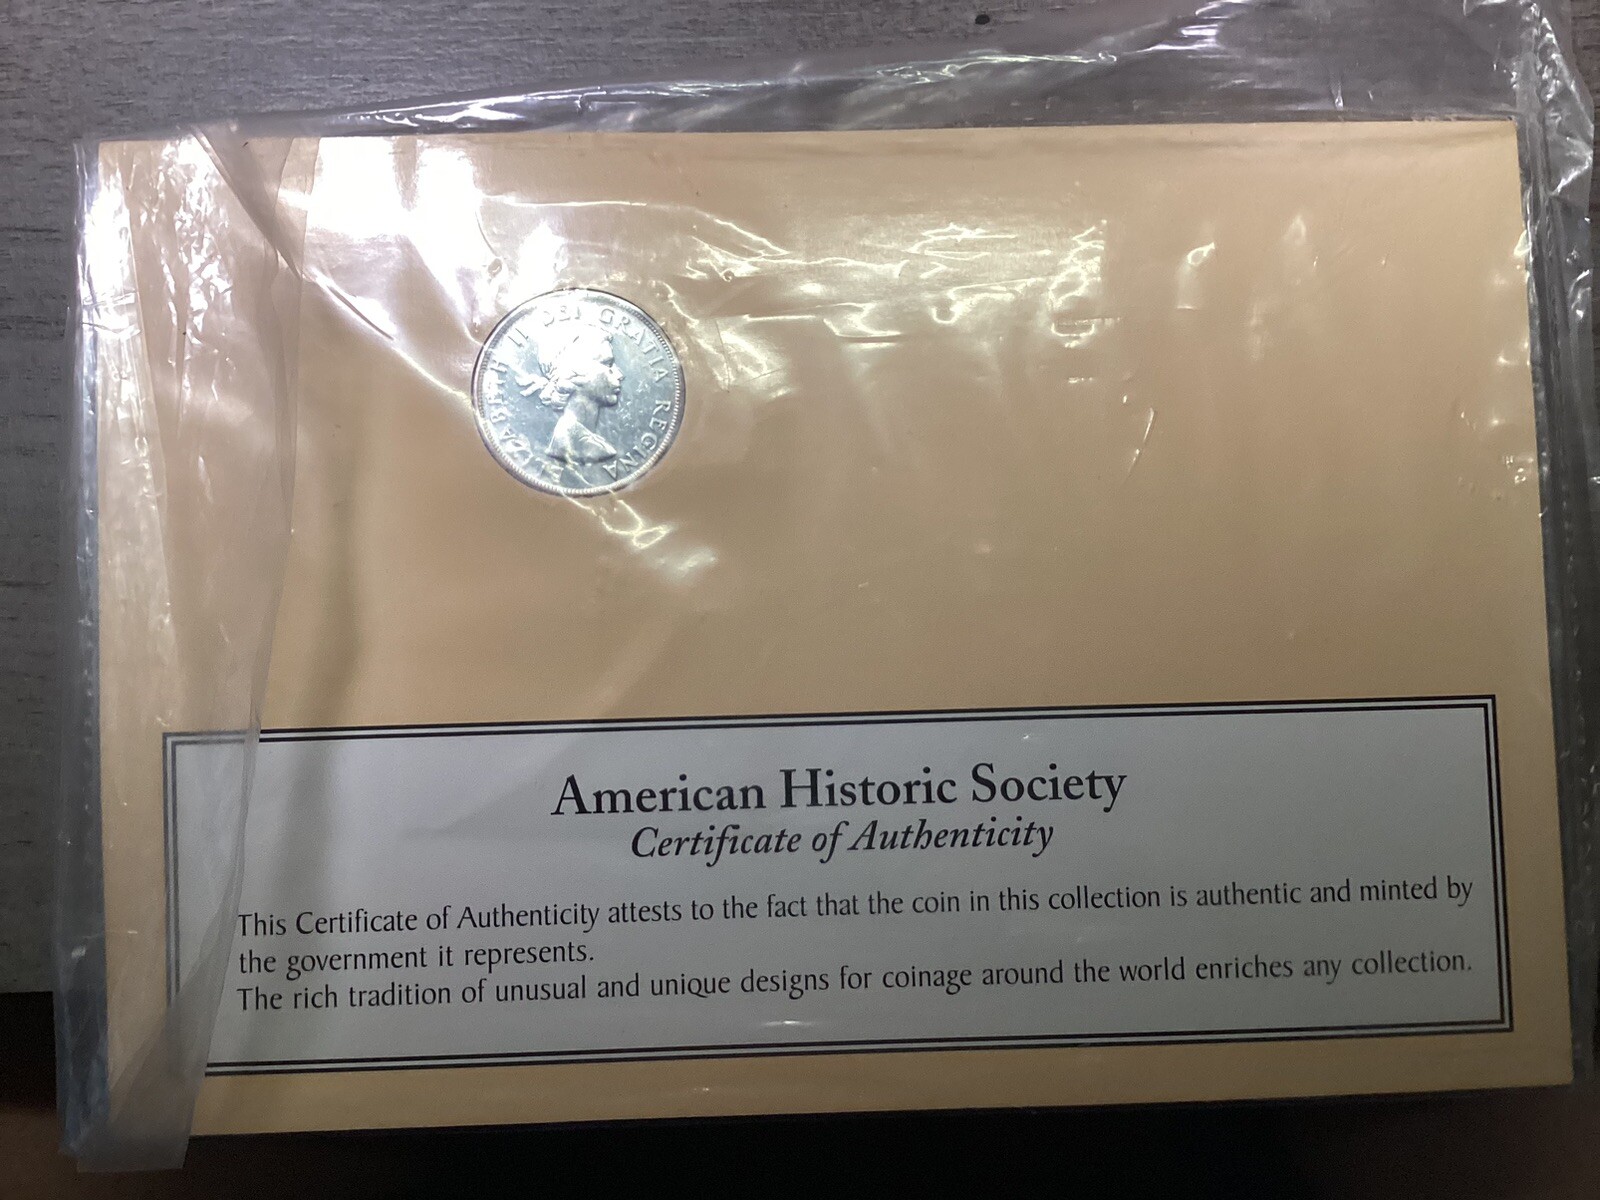 ELIZABETH II DEI GRATIA REGINA
American Historic Society
Certificate of Authenticity
This Certificate of Authenticity attests to the fact that the coin in this collection is authentic and minted by
the government it represents.
The rich tradition of unusual and unique designs for coinage around the world enriches any collection.